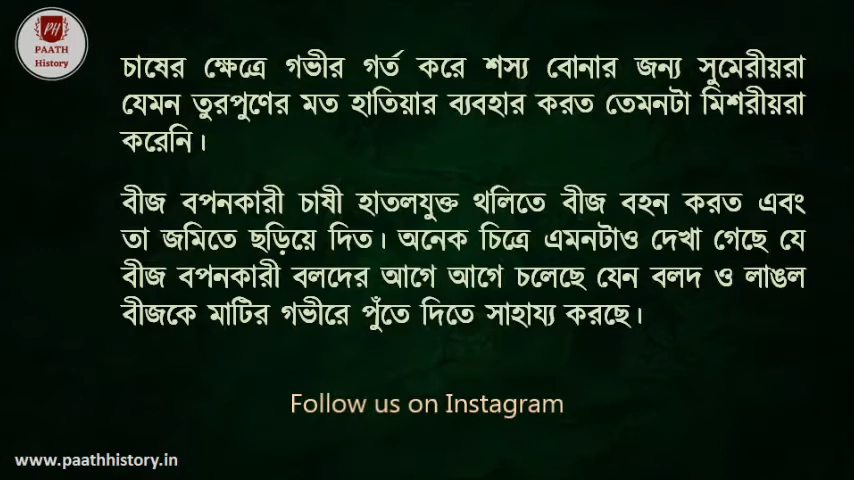 PH
PAATH
History
চাষের ক্ষেত্রে গভীর গর্ত করে শস্য বোনার জন্য সুমেরীয়রা
যেমন তুরপুণের মত হাতিয়ার ব্যবহার করত তেমনটা মিশরীয়রা
করেনি।
বীজ বপনকারী চাষী হাতলযুক্ত থলিতে বীজ বহন করত এবং
তা জমিতে ছড়িয়ে দিত। অনেক চিত্রে এমনটাও দেখা গেছে যে
বীজ বপনকারী বলদের আগে আগে চলেছে যেন বলদ ও লাঙল
বীজকে মাটির গভীরে পুঁতে দিতে সাহায্য করছে।
Follow us on Instagram
www.paathhistory.in